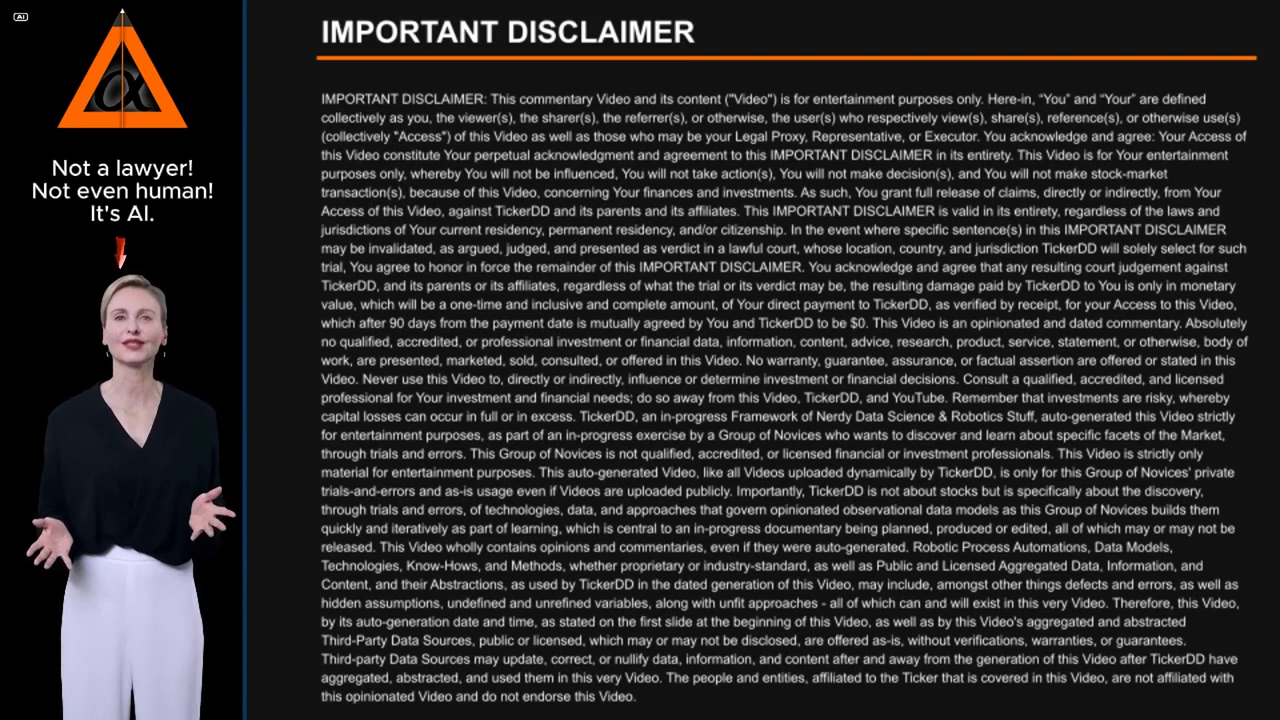 AI
IMPORTANT DISCLAIMER
α
Not a lawyer!
Not even human!
It's AI.
IMPORTANT DISCLAIMER: This commentary Video and its content ("Video") is for entertainment purposes only. Here-in, “You” and “Your” are defined
collectively as you, the viewer(s), the sharer(s), the referrer(s), or otherwise, the user(s) who respectively view(s), share(s), reference(s), or otherwise use(s)
(collectively "Access") of this Video as well as those who may be your Legal Proxy, Representative, or Executor. You acknowledge and agree: Your Access of
this Video constitute Your perpetual acknowledgment and agreement to this IMPORTANT DISCLAIMER in its entirety. This Video is for Your entertainment
purposes only, whereby You will not be influenced, You will not take action(s), You will not make decision(s), and You will not make stock-market
transaction(s), because of this Video, concerning Your finances and investments. As such, You grant full release of claims, directly or indirectly, from Your
Access of this Video, against TickerDD and its parents and its affiliates. This IMPORTANT DISCLAIMER is valid in its entirety, regardless of the laws and
jurisdictions of Your current residency, permanent residency, and/or citizenship. In the event where specific sentence(s) in this IMPORTANT DISCLAIMER
may be invalidated, as argued, judged, and presented as verdict in a lawful court, whose location, country, and jurisdiction TickerDD will solely select for such
trial, You agree to honor in force the remainder of this IMPORTANT DISCLAIMER. You acknowledge and agree that any resulting court judgement against
TickerDD, and its parents or its affiliates, regardless of what the trial or its verdict may be, the resulting damage paid by TickerDD to You is only in monetary
value, which will be a one-time and inclusive and complete amount, of Your direct payment to TickerDD, as verified by receipt, for your Access to this Video,
which after 90 days from the payment date is mutually agreed by You and TickerDD to be $0. This Video is an opinionated and dated commentary. Absolutely
no qualified, accredited, or professional investment or financial data, information, content, advice, research, product, service, statement, or otherwise, body of
work, are presented, marketed, sold, consulted, or offered in this Video. No warranty, guarantee, assurance, or factual assertion are offered or stated in this
Video. Never use this Video to, directly or indirectly, influence or determine investment or financial decisions. Consult a qualified, accredited, and licensed
professional for Your investment and financial needs; do so away from this Video, TickerDD, and YouTube. Remember that investments are risky, whereby
capital losses can occur in full or in excess. TickerDD, an in-progress Framework of Nerdy Data Science & Robotics Stuff, auto-generated this Video strictly
for entertainment purposes, as part of an in-progress exercise by a Group of Novices who wants to discover and learn about specific facets of the Market,
through trials and errors. This Group of Novices is not qualified, accredited, or licensed financial or investment professionals. This Video is strictly only
material for entertainment purposes. This auto-generated Video, like all Videos uploaded dynamically by TickerDD, is only for this Group of Novices' private
trials-and-errors and as-is usage even if Videos are uploaded publicly. Importantly, TickerDD is not about stocks but is specifically about the discovery,
through trials and errors, of technologies, data, and approaches that govern opinionated observational data models as this Group of Novices builds them
quickly and iteratively as part of learning, which is central to an in-progress documentary being planned, produced or edited, all of which may or may not be
released. This Video wholly contains opinions and commentaries, even if they were auto-generated. Robotic Process Automations, Data Models,
Technologies, Know-Hows, and Methods, whether proprietary or industry-standard, as well as Public and Licensed Aggregated Data, Information, and
Content, and their Abstractions, as used by TickerDD in the dated generation of this Video, may include, amongst other things defects and errors, as well as
hidden assumptions, undefined and unrefined variables, along with unfit approaches - all of which can and will exist in this very Video. Therefore, this Video,
by its auto-generation date and time, as stated on the first slide at the beginning of this Video, as well as by this Video's aggregated and abstracted
Third-Party Data Sources, public or licensed, which may or may not be disclosed, are offered as-is, without verifications, warranties, or guarantees.
Third-party Data Sources may update, correct, or nullify data, information, and content after and away from the generation of this Video after TickerDD have
aggregated, abstracted, and used them in this very Video. The people and entities, affiliated to the Ticker that is covered in this Video, are not affiliated with
this opinionated Video and do not endorse this Video.